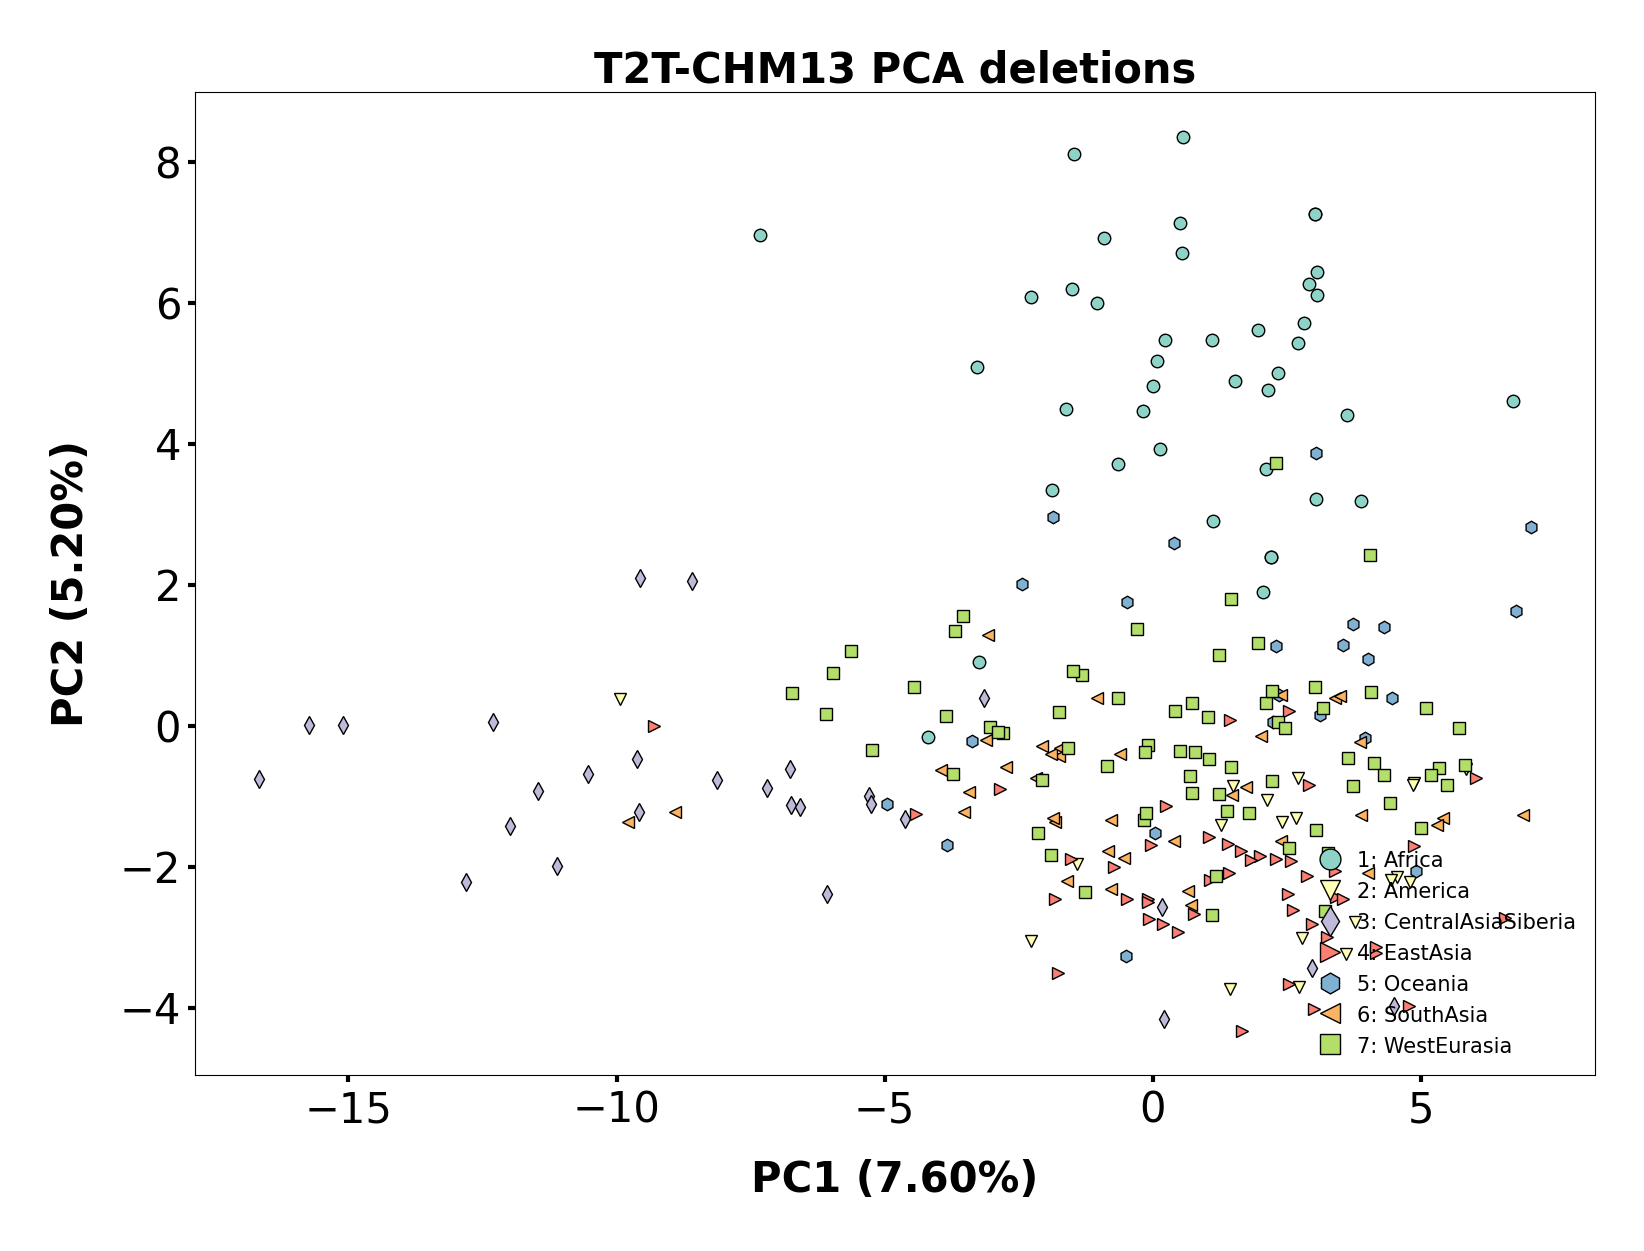 T2T-CHM13 PCA deletions
8
6
4
2
0
−2
−4
PC2 (5.20%)
1: Africa
2: America
3: CentralAsiaSiberia
4: EastAsia
5: Oceania
6: SouthAsia
7: WestEurasia
−15 −10 −5 0 5
PC1 (7.60%)